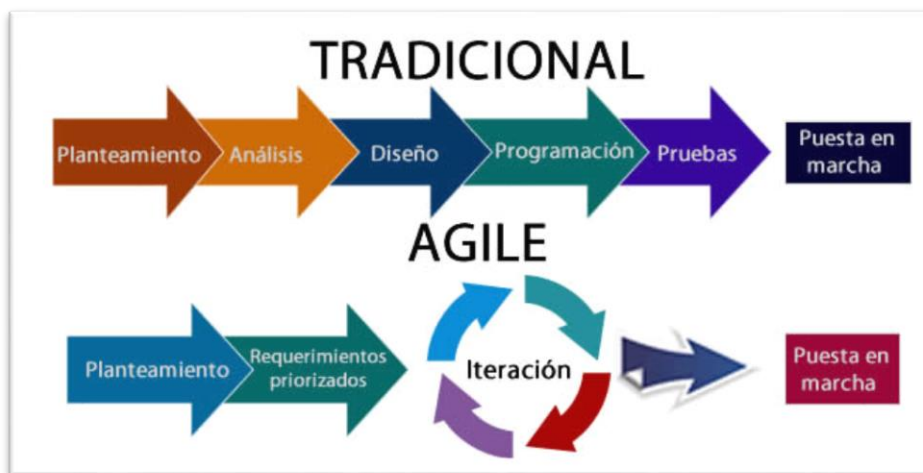 TRADICIONAL
Planteamiento
Análisis
Diseño
Programación
Pruebas
Puesta en
marcha
AGILE
Planteamiento
Requerimientos
priorizados
Iteración
Puesta en
marcha